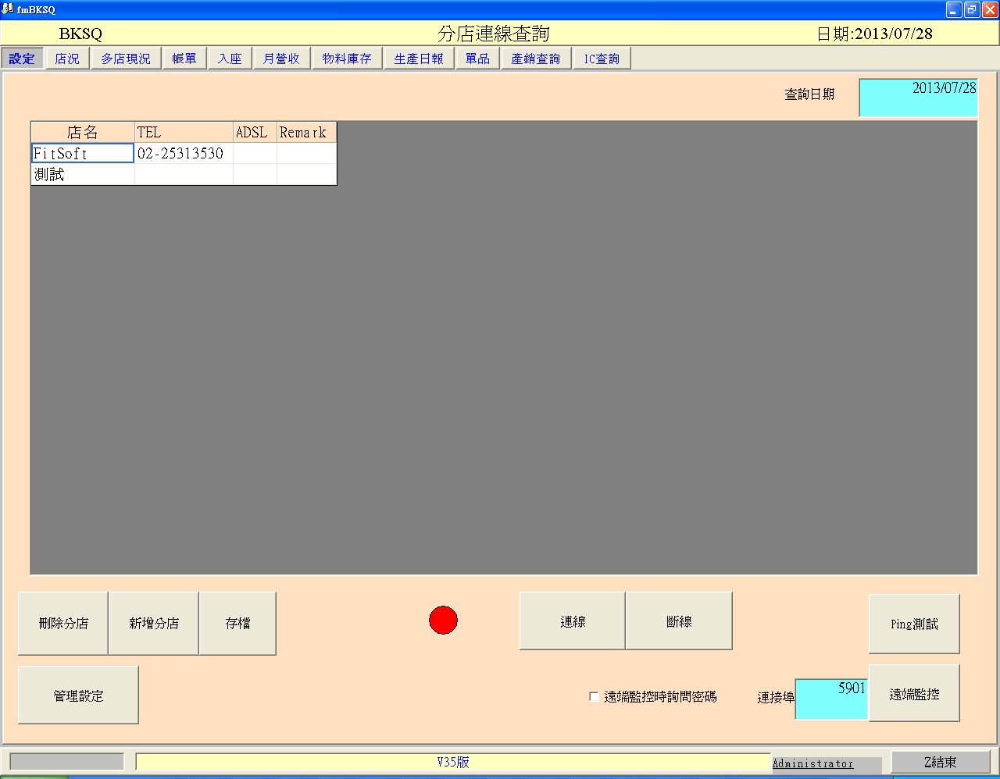 fmBKSQ
BKSQ 分店連線查詢 日期:2013/07/28
設定 店況 多店現況 帳單 入座 月營收 物料庫存 生產日報 單品 產銷查詢 IC查詢
查詢日期 2013/07/28
店名 TEL ADSL Remark
FitSoft 02-25313530
測試
刪除分店 新增分店 存檔 連線 斷線 Ping測試
管理設定 遠端監控時詢問密碼 連接埠 5901 遠端監控
V35版 Administrator Z結束